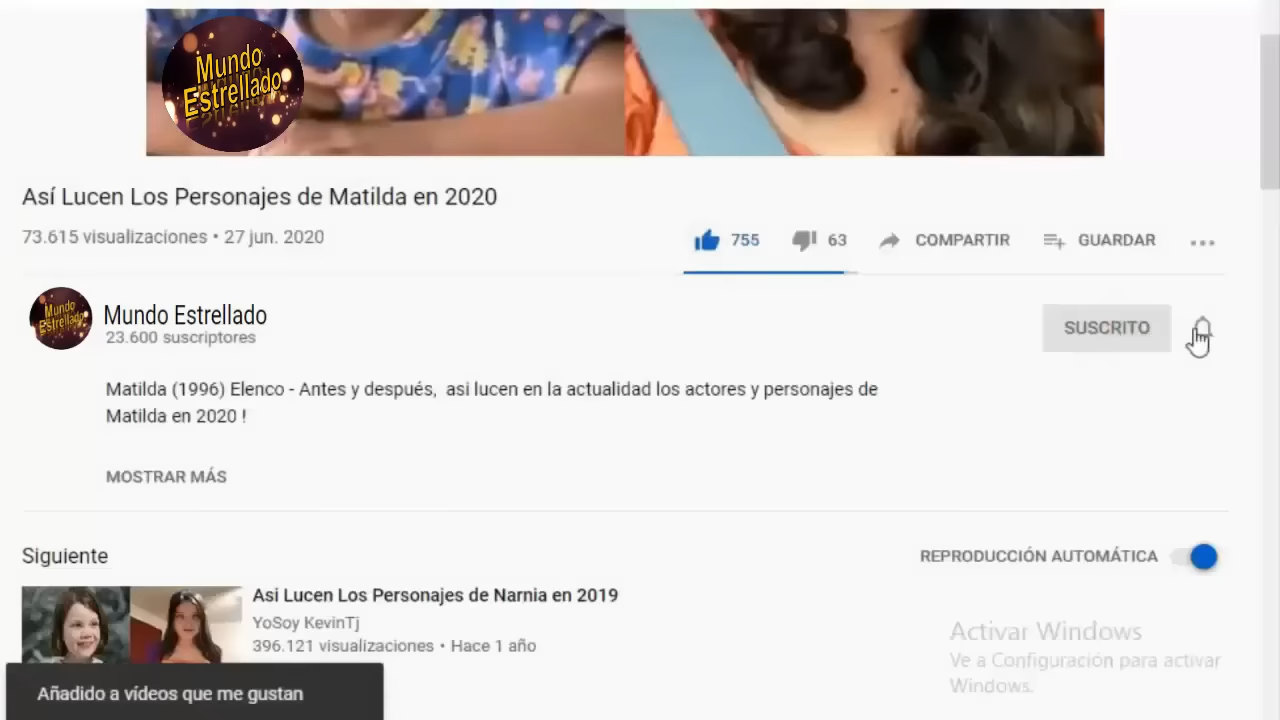 Mundo
Estrellado
Así Lucen Los Personajes de Matilda en 2020
73.615 visualizaciones • 27 jun. 2020
755
63
COMPARTIR
GUARDAR
Mundo
Estrellado
Mundo Estrellado
23.600 suscriptores
SUSCRITO
Matilda (1996) Elenco - Antes y después, asi lucen en la actualidad los actores y personajes de
Matilda en 2020 !
MOSTRAR MÁS
Siguiente
REPRODUCCIÓN AUTOMÁTICA
Asi Lucen Los Personajes de Narnia en 2019
YoSoy KevinTj
396.121 visualizaciones • Hace 1 año
Activar Windows
Ve a Configuración para activar
Windows.
Añadido a vídeos que me gustan